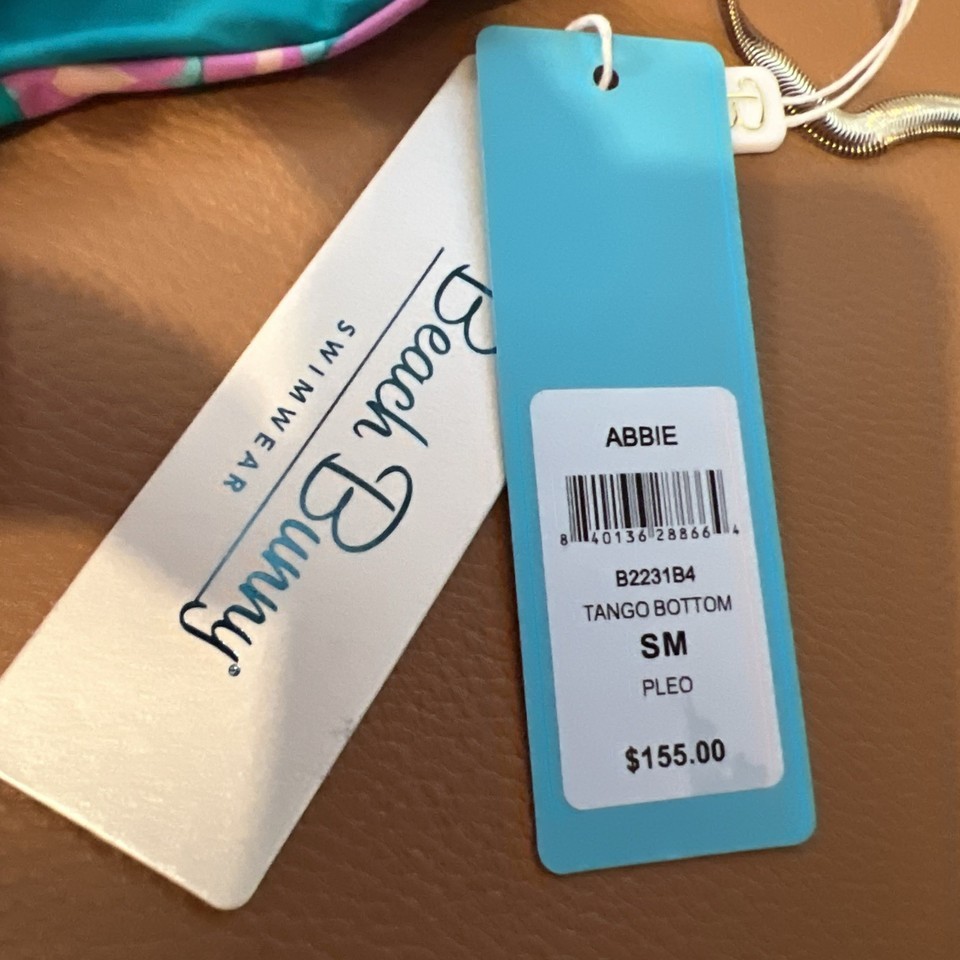 Beach Bunny®
SWIMWEAR
ABBIE
8 40136 28866 4
B2231B4
TANGO BOTTOM
SM
PLEO
$155.00